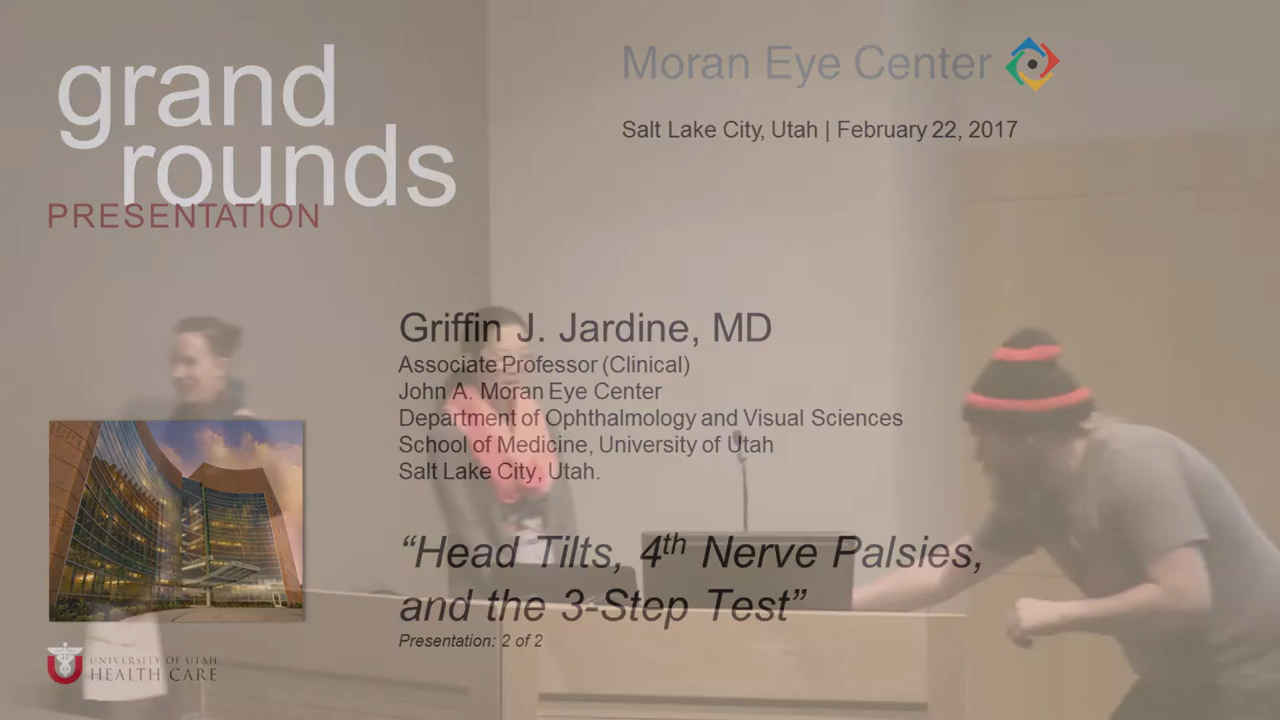 grand
rounds
PRESENTATION
Moran Eye Center
Salt Lake City, Utah | February 22, 2017
Griffin J. Jardine, MD
Associate Professor (Clinical)
John A. Moran Eye Center
Department of Ophthalmology and Visual Sciences
School of Medicine, University of Utah
Salt Lake City, Utah.
“Head Tilts, 4th Nerve Palsies,
and the 3-Step Test”
Presentation: 2 of 2
UNIVERSITY OF UTAH
HEALTH CARE